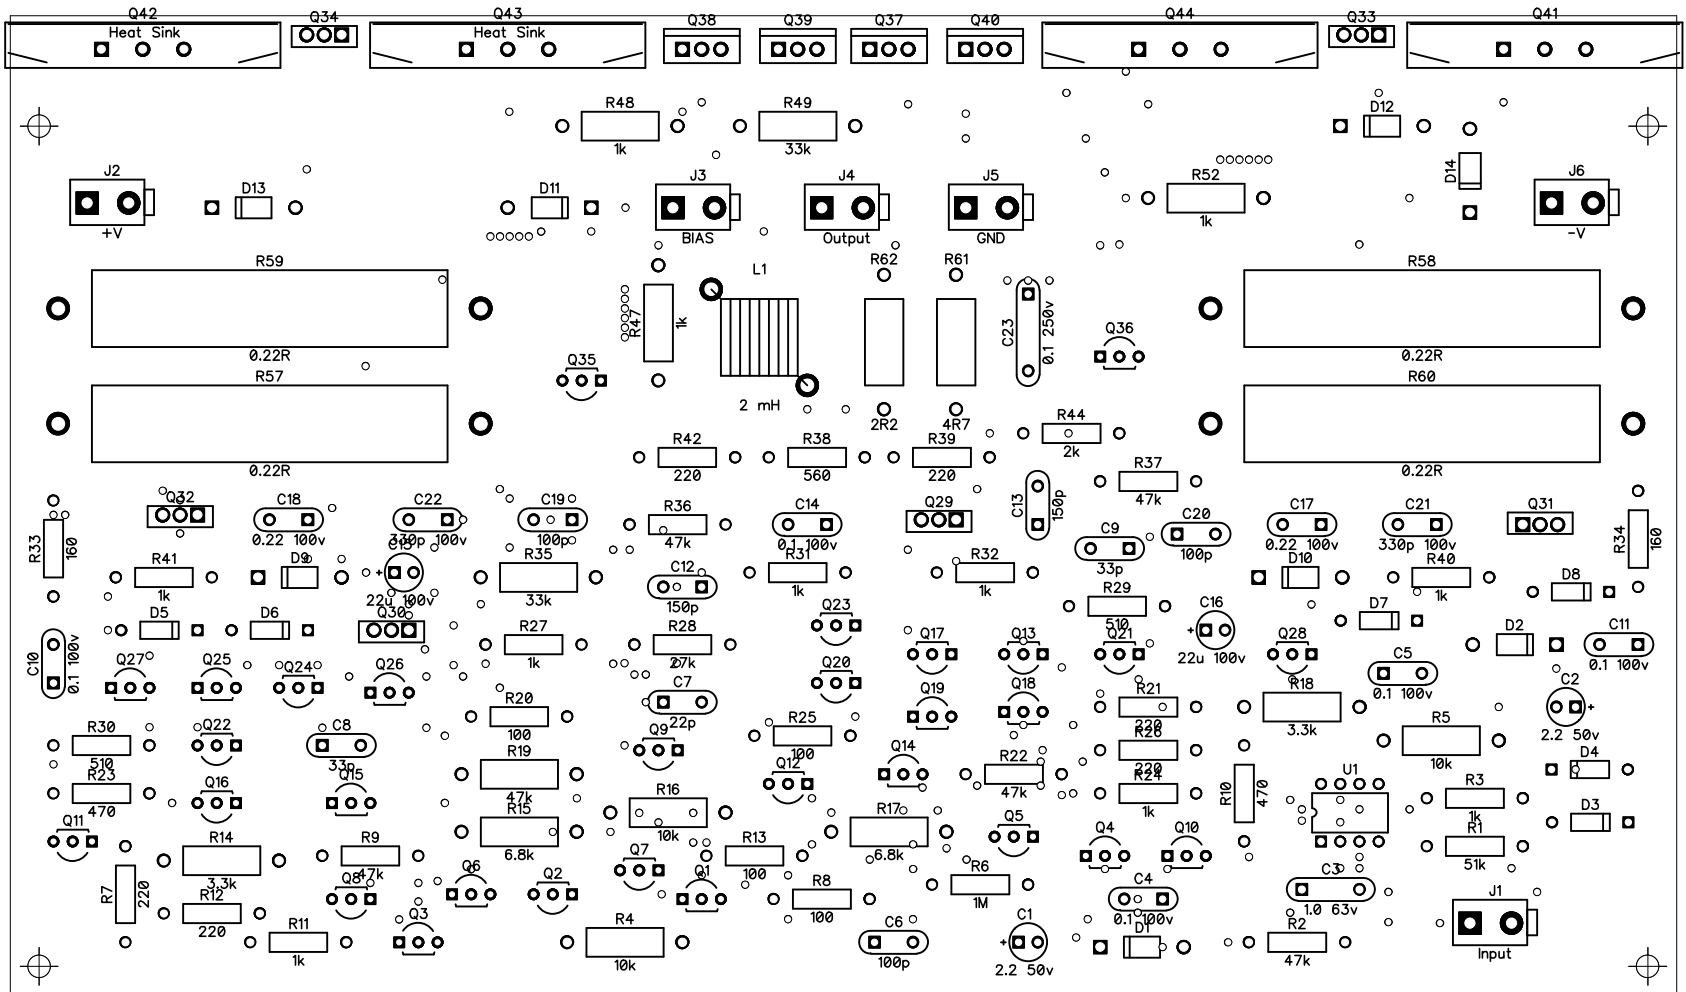 Q42
Heat Sink
Q34
Q43
Heat Sink
Q38
Q39
Q37
Q40
Q44
Q33
Q41
R48
1k
R49
33k
D12
J2
+V
D13
D11
J3
BIAS
J4
Output
J5
GND
R52
1k
D14
J6
-V
R59
0.22R
R47
1k
L1
2 mH
R62
2R2
R61
4R7
C23
0.1 250v
Q36
R58
0.22R
Q35
R57
0.22R
R60
0.22R
R44
2k
R42
220
R38
560
R39
220
R37
47k
C13
150p
R33
160
Q32
C18
0.22 100v
C22
330p 100v
C19
100p
R36
47k
C14
0.1 100v
Q29
C9
33p
C20
100p
C17
0.22 100v
C21
330p 100v
Q31
R34
160
R41
1k
D9
C15
22u 100v
R35
33k
C12
150p
R31
1k
R32
1k
R29
510
D10
R40
1k
D8
D5
D6
Q30
R27
1k
R28
27k
Q23
Q17
Q13
Q21
C16
22u 100v
Q28
D7
D2
C11
0.1 100v
C10
0.1 100v
Q27
Q25
Q24
Q26
C7
22p
Q20
Q19
Q18
R21
220
R18
3.3k
C5
0.1 100v
C2
2.2 50v
R20
100
R30
510
Q22
C8
33p
Q9
R25
100
R26
220
R5
10k
R23
470
Q16
Q15
R19
47k
Q12
Q14
R22
47k
R24
1k
R10
470
U1
R3
1k
D4
Q11
R15
6.8k
R16
10k
R17
6.8k
Q5
R1
51k
D3
R14
3.3k
R9
47k
Q7
R13
100
Q4
Q10
R7
220
R12
220
Q8
Q6
Q2
Q1
R8
100
R6
1M
C4
0.1 100v
C3
1.0 63v
J1
Input
R11
1k
Q3
R4
10k
C6
100p
C1
2.2 50v
D1
R2
47k